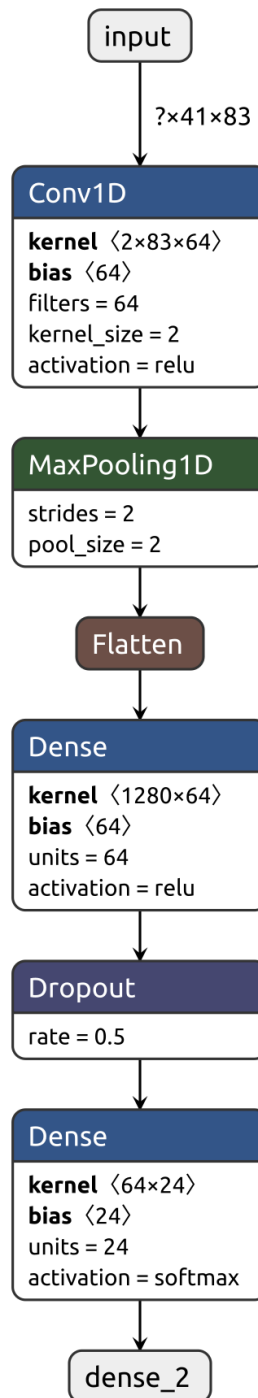 input
?×41×83
Conv1D
kernel 〈2×83×64〉
bias 〈64〉
filters = 64
kernel_size = 2
activation = relu
MaxPooling1D
strides = 2
pool_size = 2
Flatten
Dense
kernel 〈1280×64〉
bias 〈64〉
units = 64
activation = relu
Dropout
rate = 0.5
Dense
kernel 〈64×24〉
bias 〈24〉
units = 24
activation = softmax
dense_2